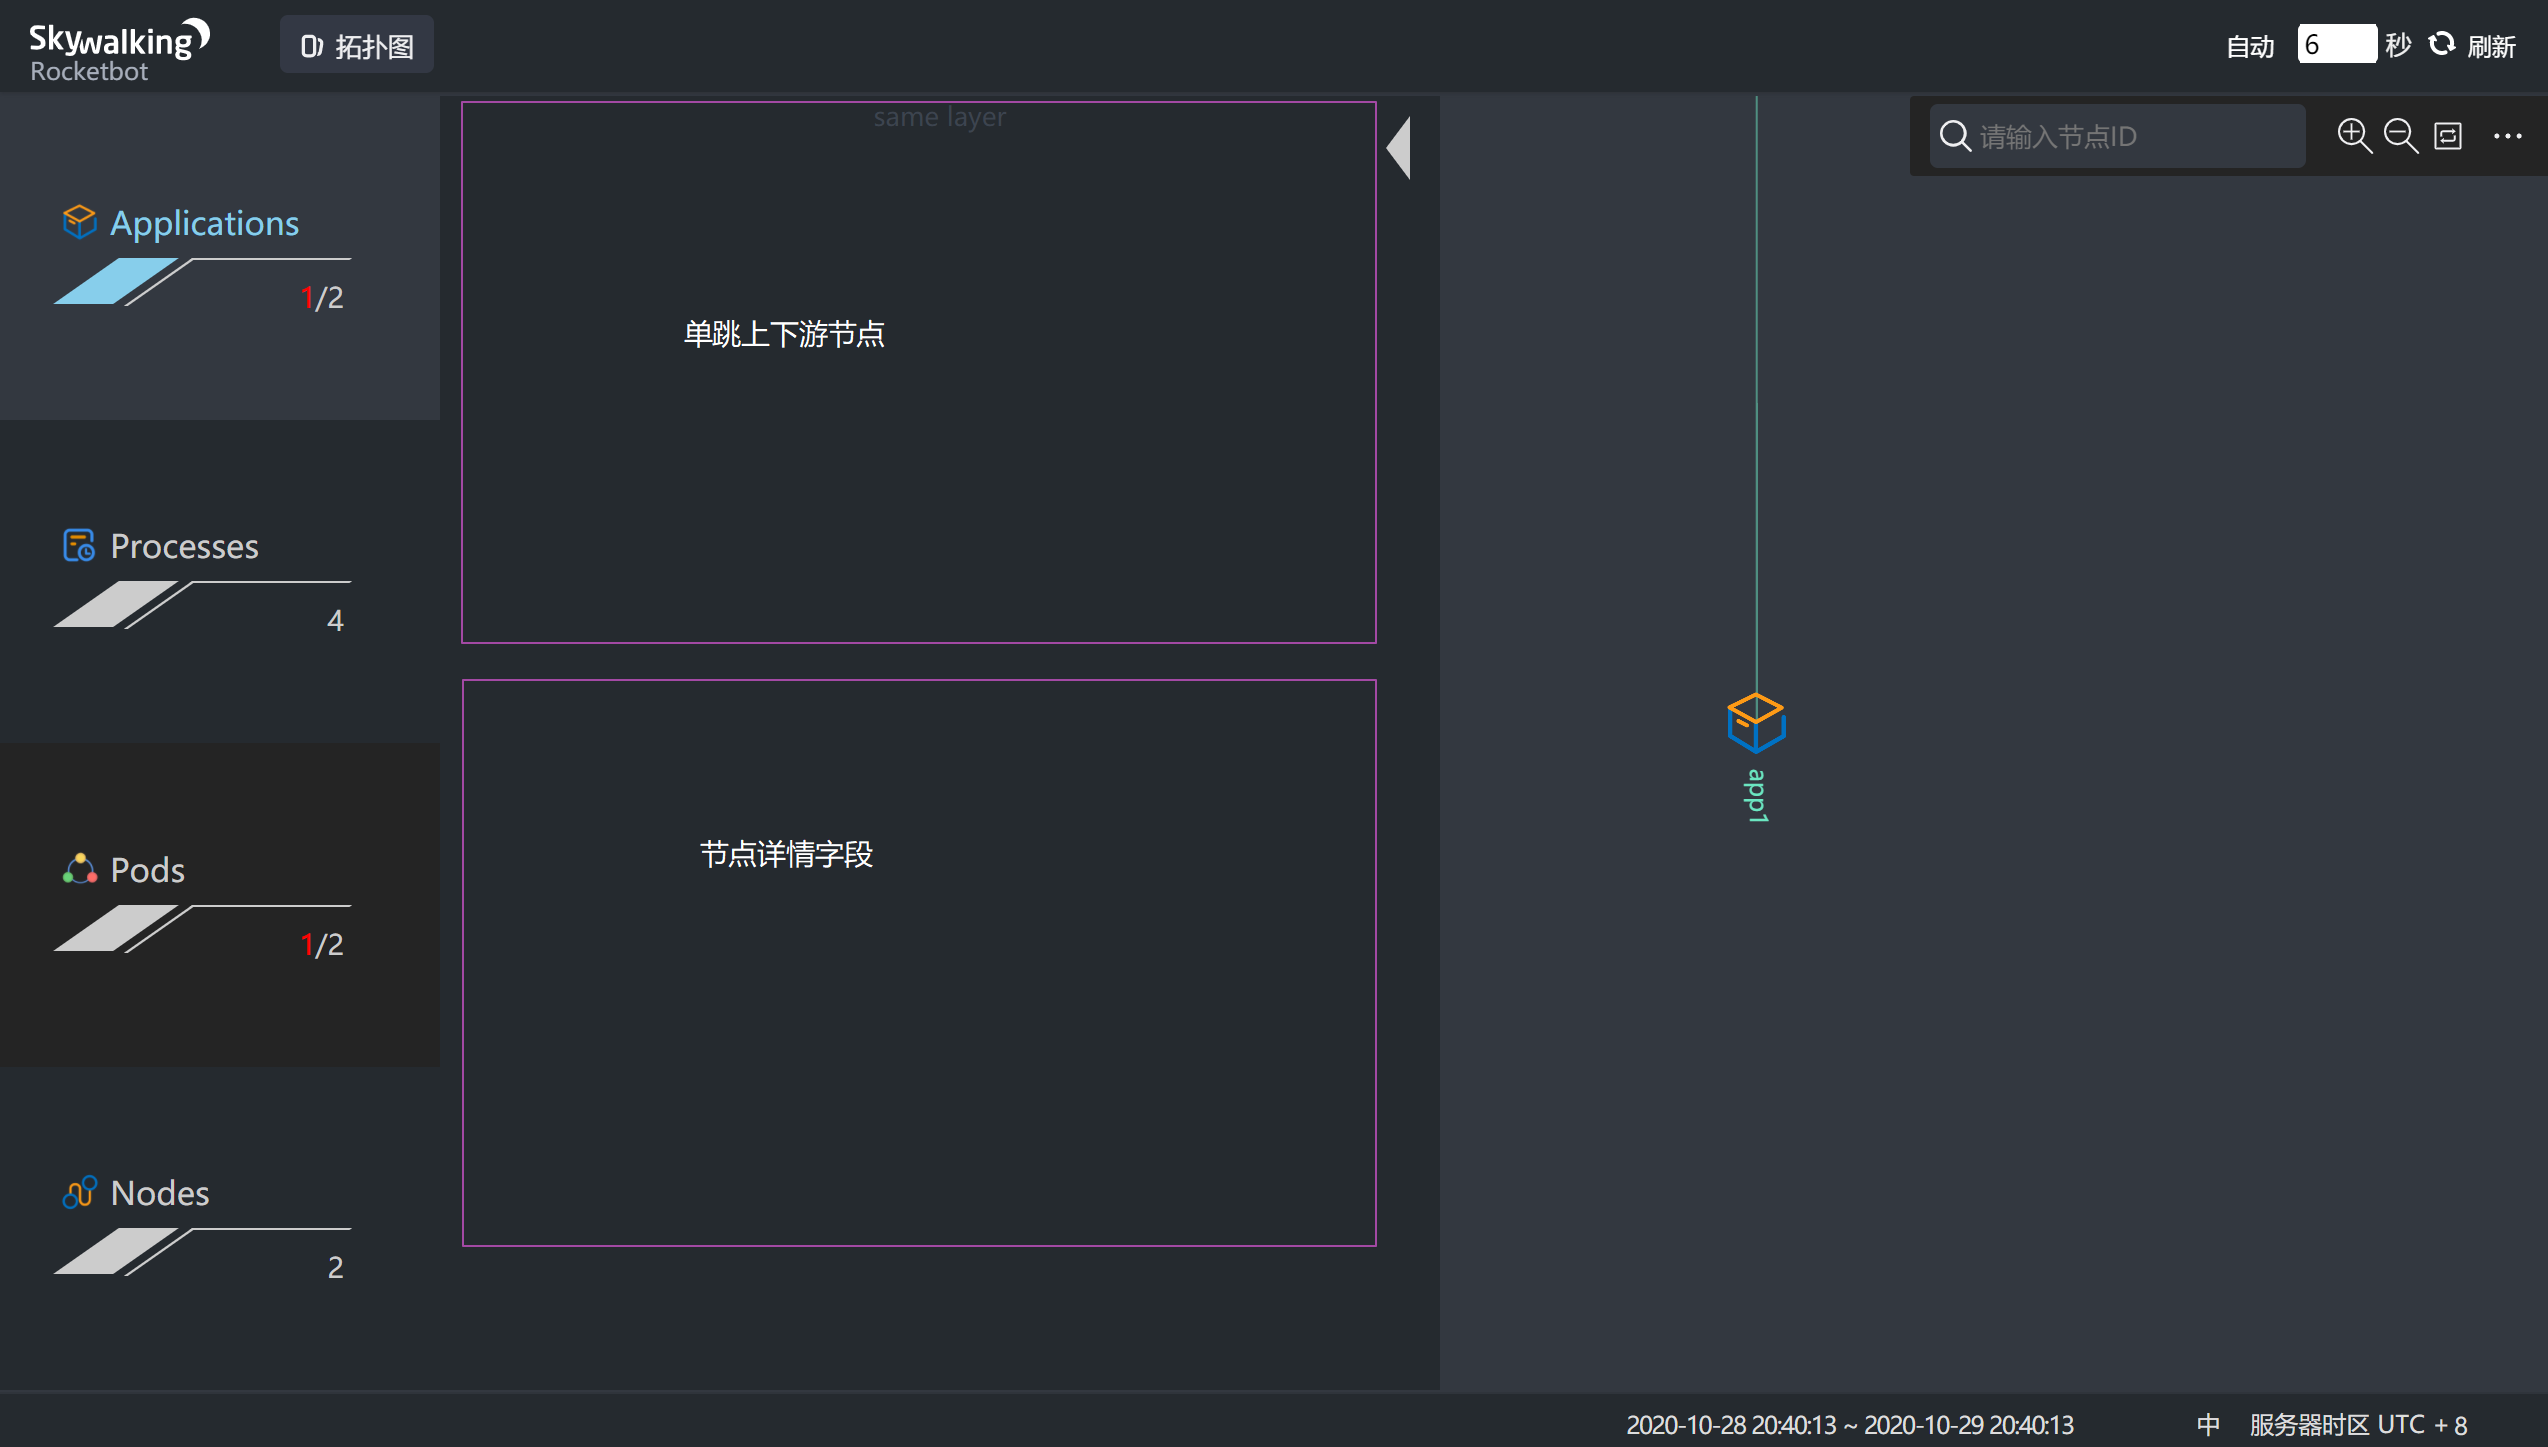 Skywalking
Rocketbot
拓扑图
自动 6 秒 刷新
请输入节点ID
Applications
1/2
Processes
4
Pods
1/2
Nodes
2
same layer
单跳上下游节点
节点详情字段
app1
2020-10-28 20:40:13 ~ 2020-10-29 20:40:13
中
服务器时区 UTC + 8